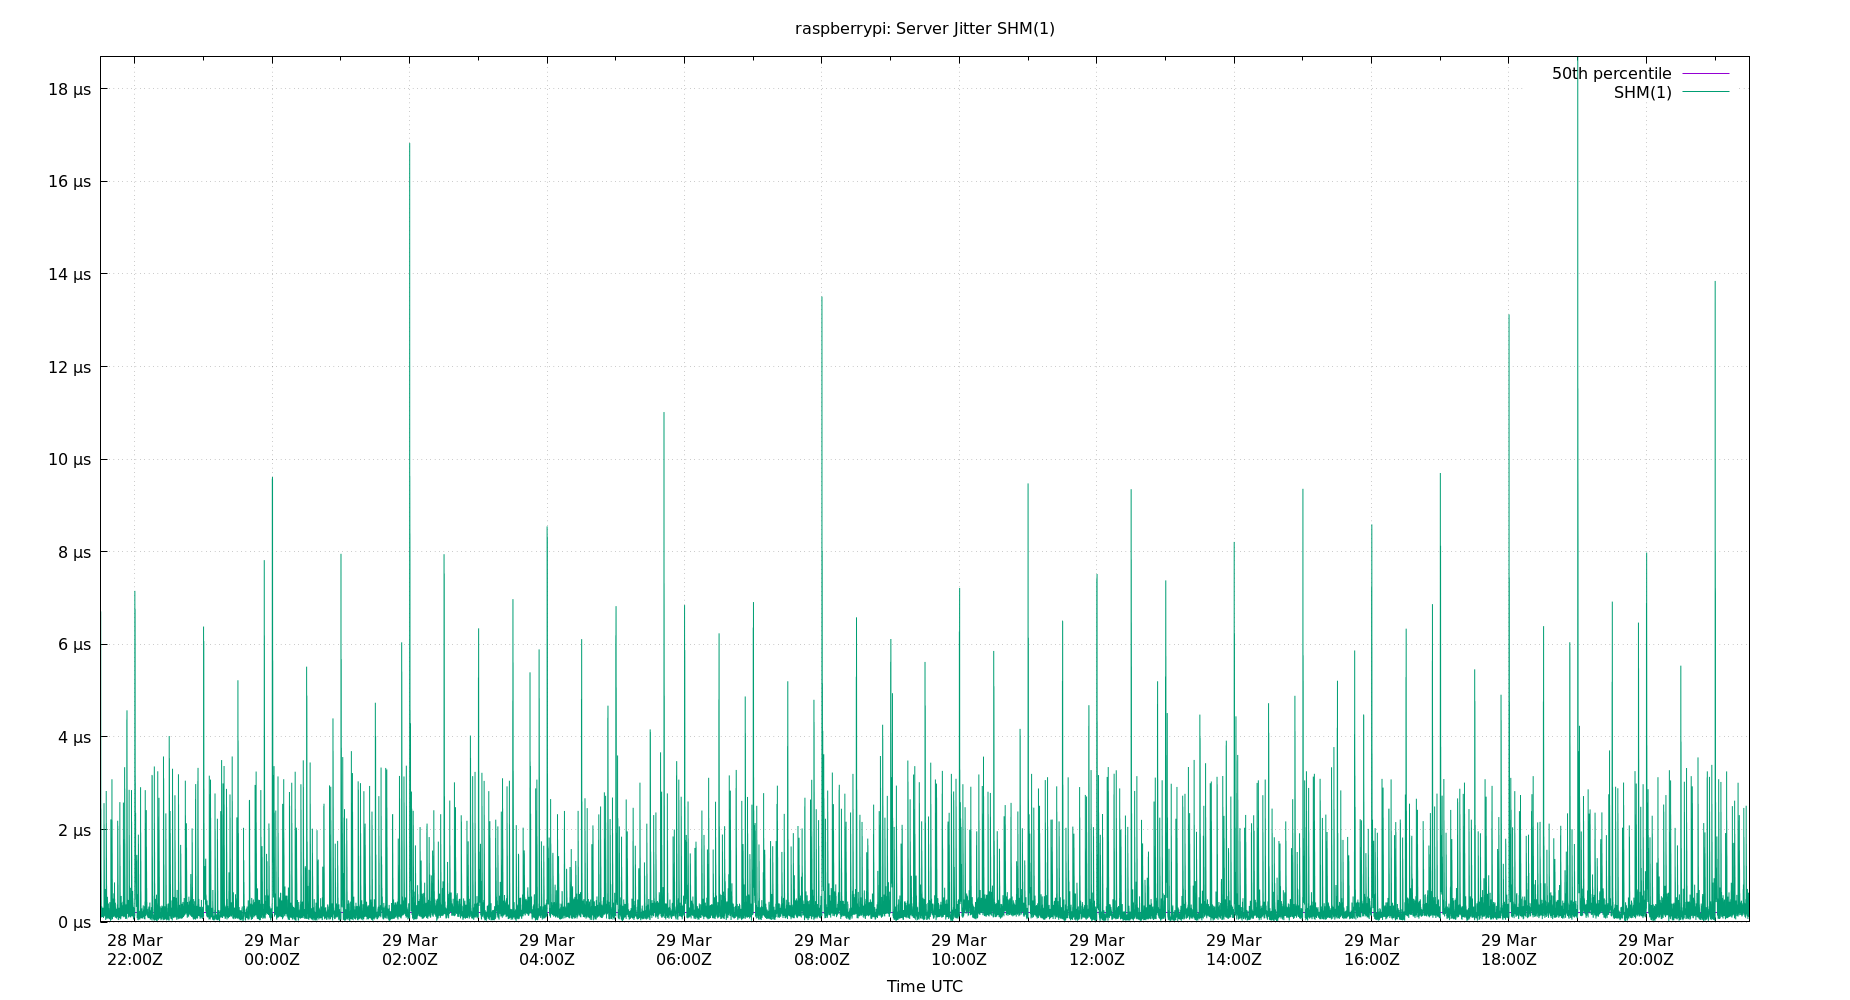 raspberrypi: Server Jitter SHM(1)
50th percentile
SHM(1)
18 µs
16 µs
14 µs
12 µs
10 µs
8 µs
6 µs
4 µs
2 µs
0 µs
28 Mar 29 Mar 29 Mar 29 Mar 29 Mar 29 Mar 29 Mar 29 Mar 29 Mar 29 Mar 29 Mar 29 Mar
22:00Z 00:00Z 02:00Z 04:00Z 06:00Z 08:00Z 10:00Z 12:00Z 14:00Z 16:00Z 18:00Z 20:00Z
Time UTC